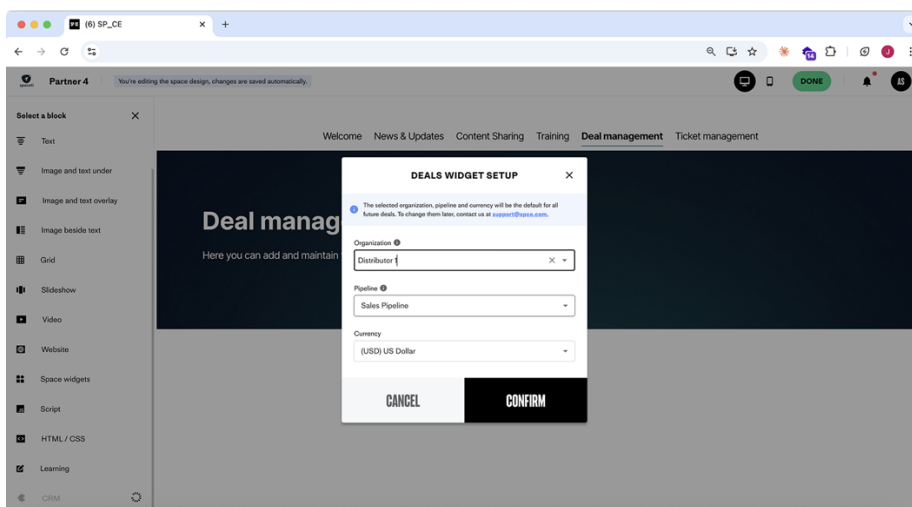 (6) SP_CE
14
J
Partner 4
You're editing the space design, changes are saved automatically.
DONE
AS
Select a block
Text
Image and text under
Image and text overlay
Image beside text
Grid
Slideshow
Video
Website
Space widgets
Script
HTML / CSS
Learning
CRM
Welcome News & Updates Content Sharing Training Deal management Ticket management
Deal manag
Here you can add and maintain
DEALS WIDGET SETUP
The selected organization, pipeline and currency will be the default for all
future deals. To change them later, contact us at support@spce.com.
Organization
Distributor 1
Pipeline
Sales Pipeline
Currency
(USD) US Dollar
CANCEL
CONFIRM